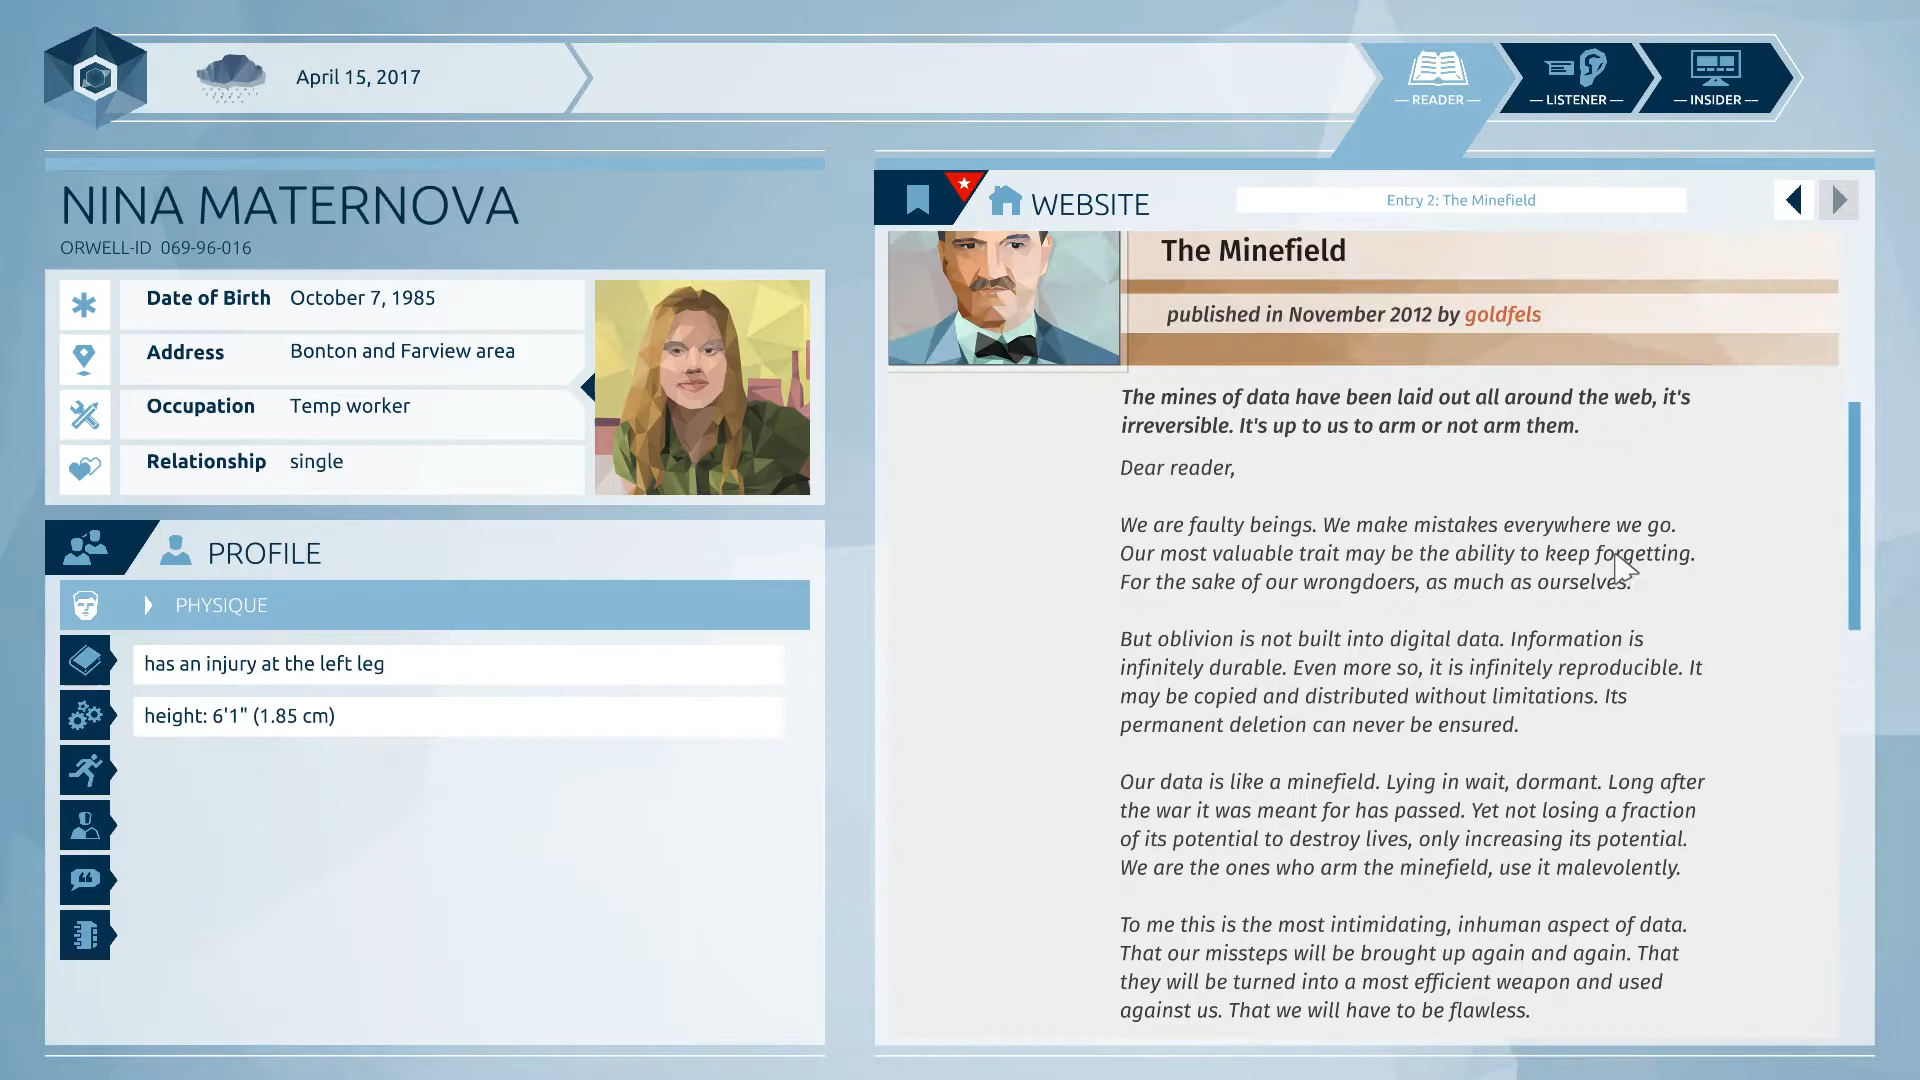 April 15, 2017
— READER —
— LISTENER —
— INSIDER —
NINA MATERNOVA
ORWELL-ID 069-96-016
Date of Birth October 7, 1985
Address Bonton and Farview area
Occupation Temp worker
Relationship single
PROFILE
PHYSIQUE
has an injury at the left leg
height: 6'1" (1.85 cm)
WEBSITE
Entry 2: The Minefield
The Minefield
published in November 2012 by goldfels
The mines of data have been laid out all around the web, it's
irreversible. It's up to us to arm or not arm them.
Dear reader,
We are faulty beings. We make mistakes everywhere we go.
Our most valuable trait may be the ability to keep forgetting.
For the sake of our wrongdoers, as much as ourselves.
But oblivion is not built into digital data. Information is
infinitely durable. Even more so, it is infinitely reproducible. It
may be copied and distributed without limitations. Its
permanent deletion can never be ensured.
Our data is like a minefield. Lying in wait, dormant. Long after
the war it was meant for has passed. Yet not losing a fraction
of its potential to destroy lives, only increasing its potential.
We are the ones who arm the minefield, use it malevolently.
To me this is the most intimidating, inhuman aspect of data.
That our missteps will be brought up again and again. That
they will be turned into a most efficient weapon and used
against us. That we will have to be flawless.